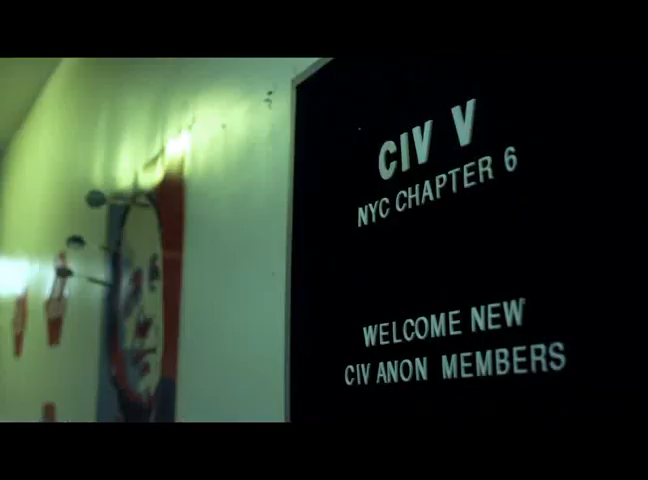 CIV V
NYC CHAPTER 6
WELCOME NEW
CIV ANON MEMBERS